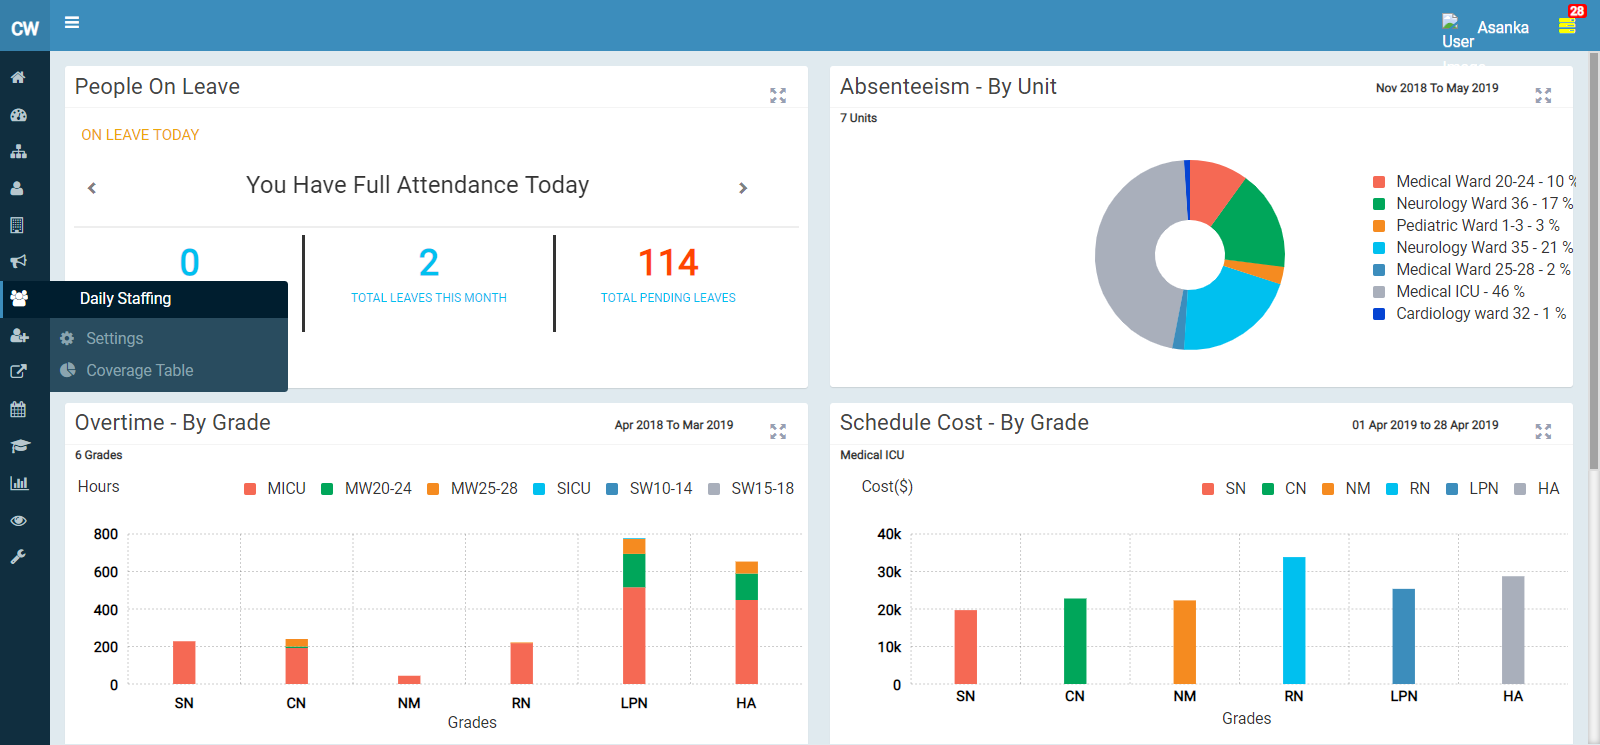 CW
28
User Asanka
People On Leave
ON LEAVE TODAY
You Have Full Attendance Today
0
2
TOTAL LEAVES THIS MONTH
114
TOTAL PENDING LEAVES
Daily Staffing
Settings
Coverage Table
Absenteeism - By Unit
Nov 2018 To May 2019
7 Units
Medical Ward 20-24 - 10 %
Neurology Ward 36 - 17 %
Pediatric Ward 1-3 - 3 %
Neurology Ward 35 - 21 %
Medical Ward 25-28 - 2 %
Medical ICU - 46 %
Cardiology ward 32 - 1 %
Overtime - By Grade
Apr 2018 To Mar 2019
6 Grades
Hours
MICU MW20-24 MW25-28 SICU SW10-14 SW15-18
800
600
400
200
0
SN CN NM RN LPN HA
Grades
Schedule Cost - By Grade
01 Apr 2019 to 28 Apr 2019
Medical ICU
Cost($)
SN CN NM RN LPN HA
40k
30k
20k
10k
0
SN CN NM RN LPN HA
Grades